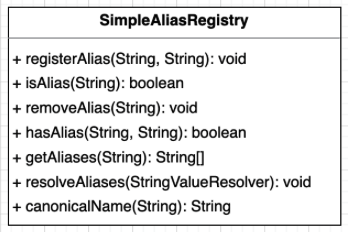 SimpleAliasRegistry
+ registerAlias(String, String): void
+ isAlias(String): boolean
+ removeAlias(String): void
+ hasAlias(String, String): boolean
+ getAliases(String): String[]
+ resolveAliases(StringValueResolver): void
+ canonicalName(String): String